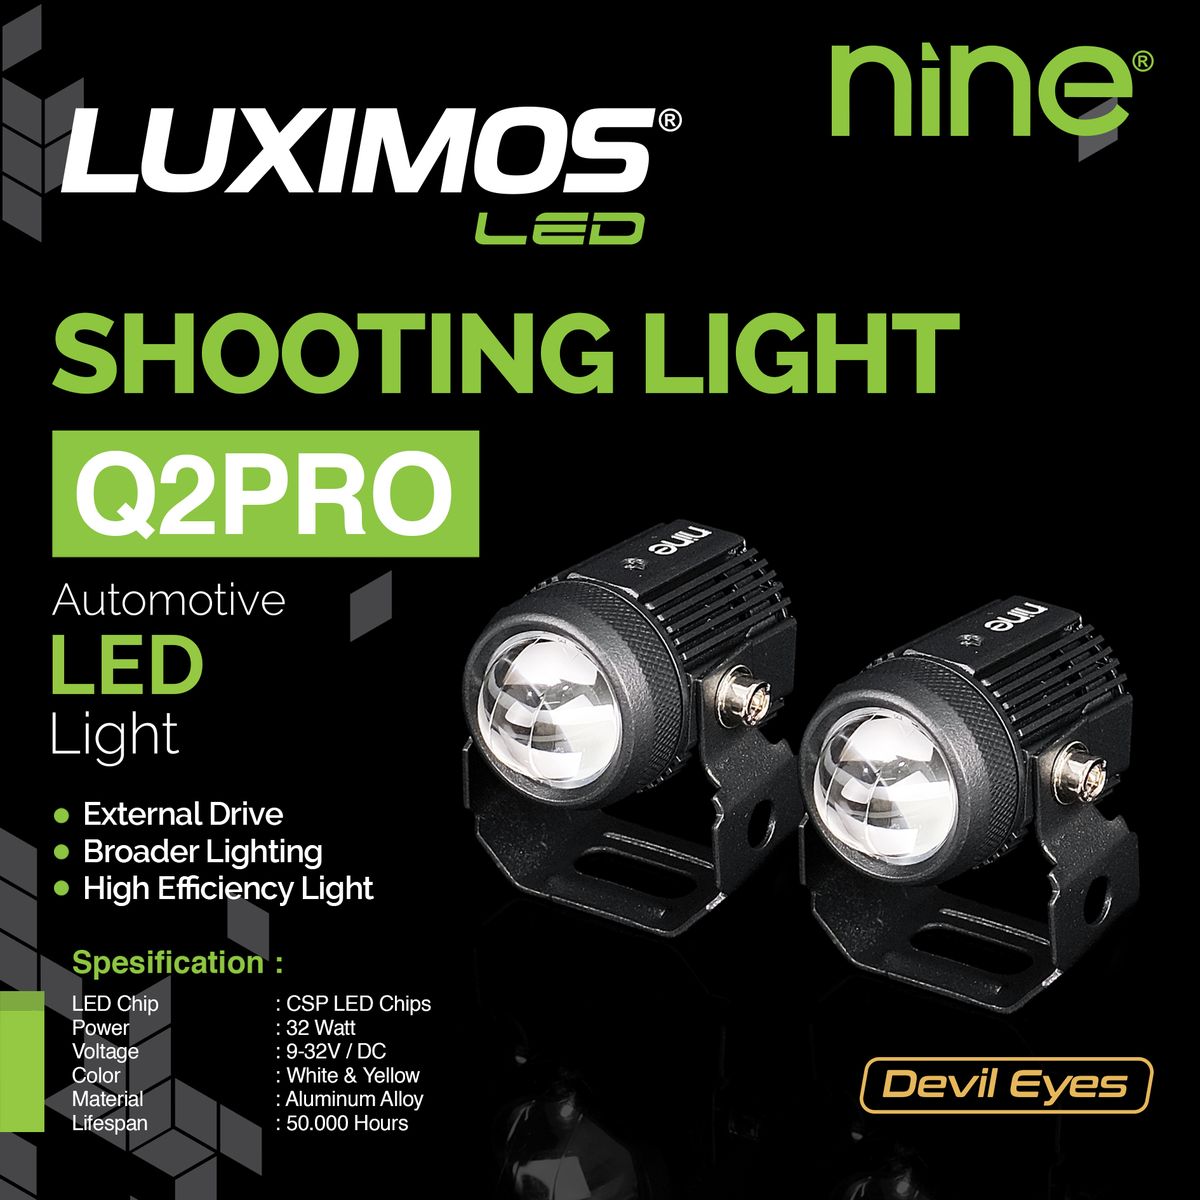 nine®
LUXIMOS®
LED
SHOOTING LIGHT
Q2PRO
Automotive
LED
Light
nine
nine
External Drive
Broader Lighting
High Efficiency Light
Spesification :
LED Chip : CSP LED Chips
Power : 32 Watt
Voltage : 9-32V / DC
Color : White & Yellow
Material : Aluminum Alloy
Lifespan : 50.000 Hours
Devil Eyes